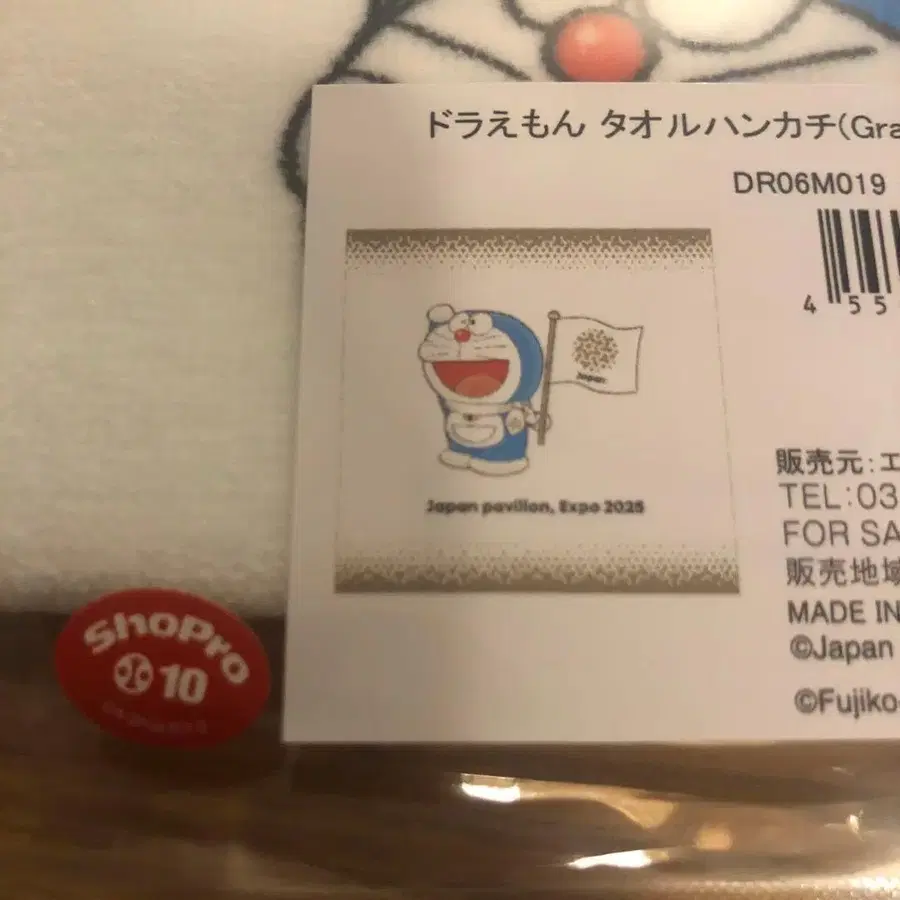 ドラえもん タオルハンカチ(Gra
DR06M019
4 55
Japan
Japan pavilion, Expo 2025
販売元:エ
TEL:03
FOR SA
販売地域
MADE IN
©Japan
©Fujiko-
ShoPro
小 10